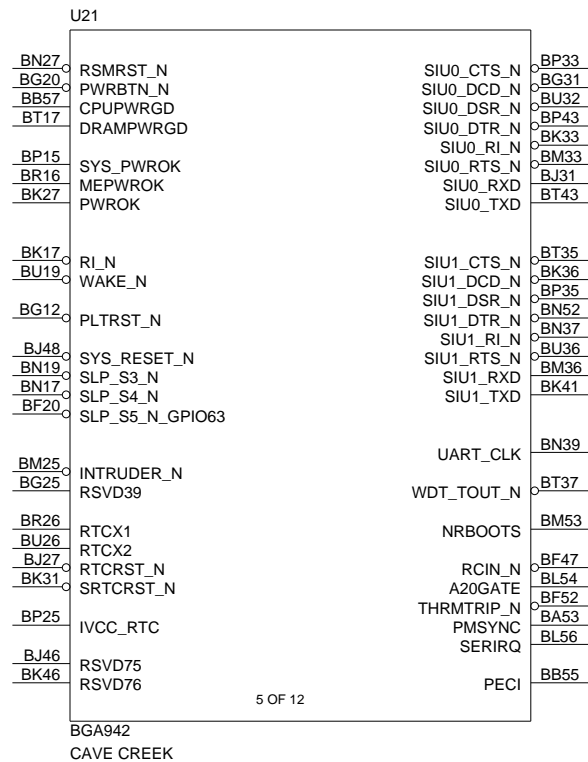 U21
BN27 RSMRST_N
BG20 PWRBTN_N
BB57 CPUPWRGD
BT17 DRAMPWRGD
BP15 SYS_PWROK
BR16 MEPWROK
BK27 PWROK
BK17 RI_N
BU19 WAKE_N
BG12 PLTRST_N
BJ48 SYS_RESET_N
BN19 SLP_S3_N
BN17 SLP_S4_N
BF20 SLP_S5_N_GPIO63
BM25 INTRUDER_N
BG25 RSVD39
BR26 RTCX1
BU26 RTCX2
BJ27 RTCRST_N
BK31 SRTCRST_N
BP25 IVCC_RTC
BJ46 RSVD75
BK46 RSVD76
SIU0_CTS_N BP33
SIU0_DCD_N BG31
SIU0_DSR_N BU32
SIU0_DTR_N BP43
SIU0_RI_N BK33
SIU0_RTS_N BM33
SIU0_RXD BJ31
SIU0_TXD BT43
SIU1_CTS_N BT35
SIU1_DCD_N BK36
SIU1_DSR_N BP35
SIU1_DTR_N BN52
SIU1_RI_N BN37
SIU1_RTS_N BU36
SIU1_RXD BM36
SIU1_TXD BK41
UART_CLK BN39
WDT_TOUT_N BT37
NRBOOTS BM53
RCIN_N BF47
A20GATE BL54
THRMTRIP_N BF52
PMSYNC BA53
SERIRQ BL56
PECI BB55
5 OF 12
BGA942
CAVE CREEK